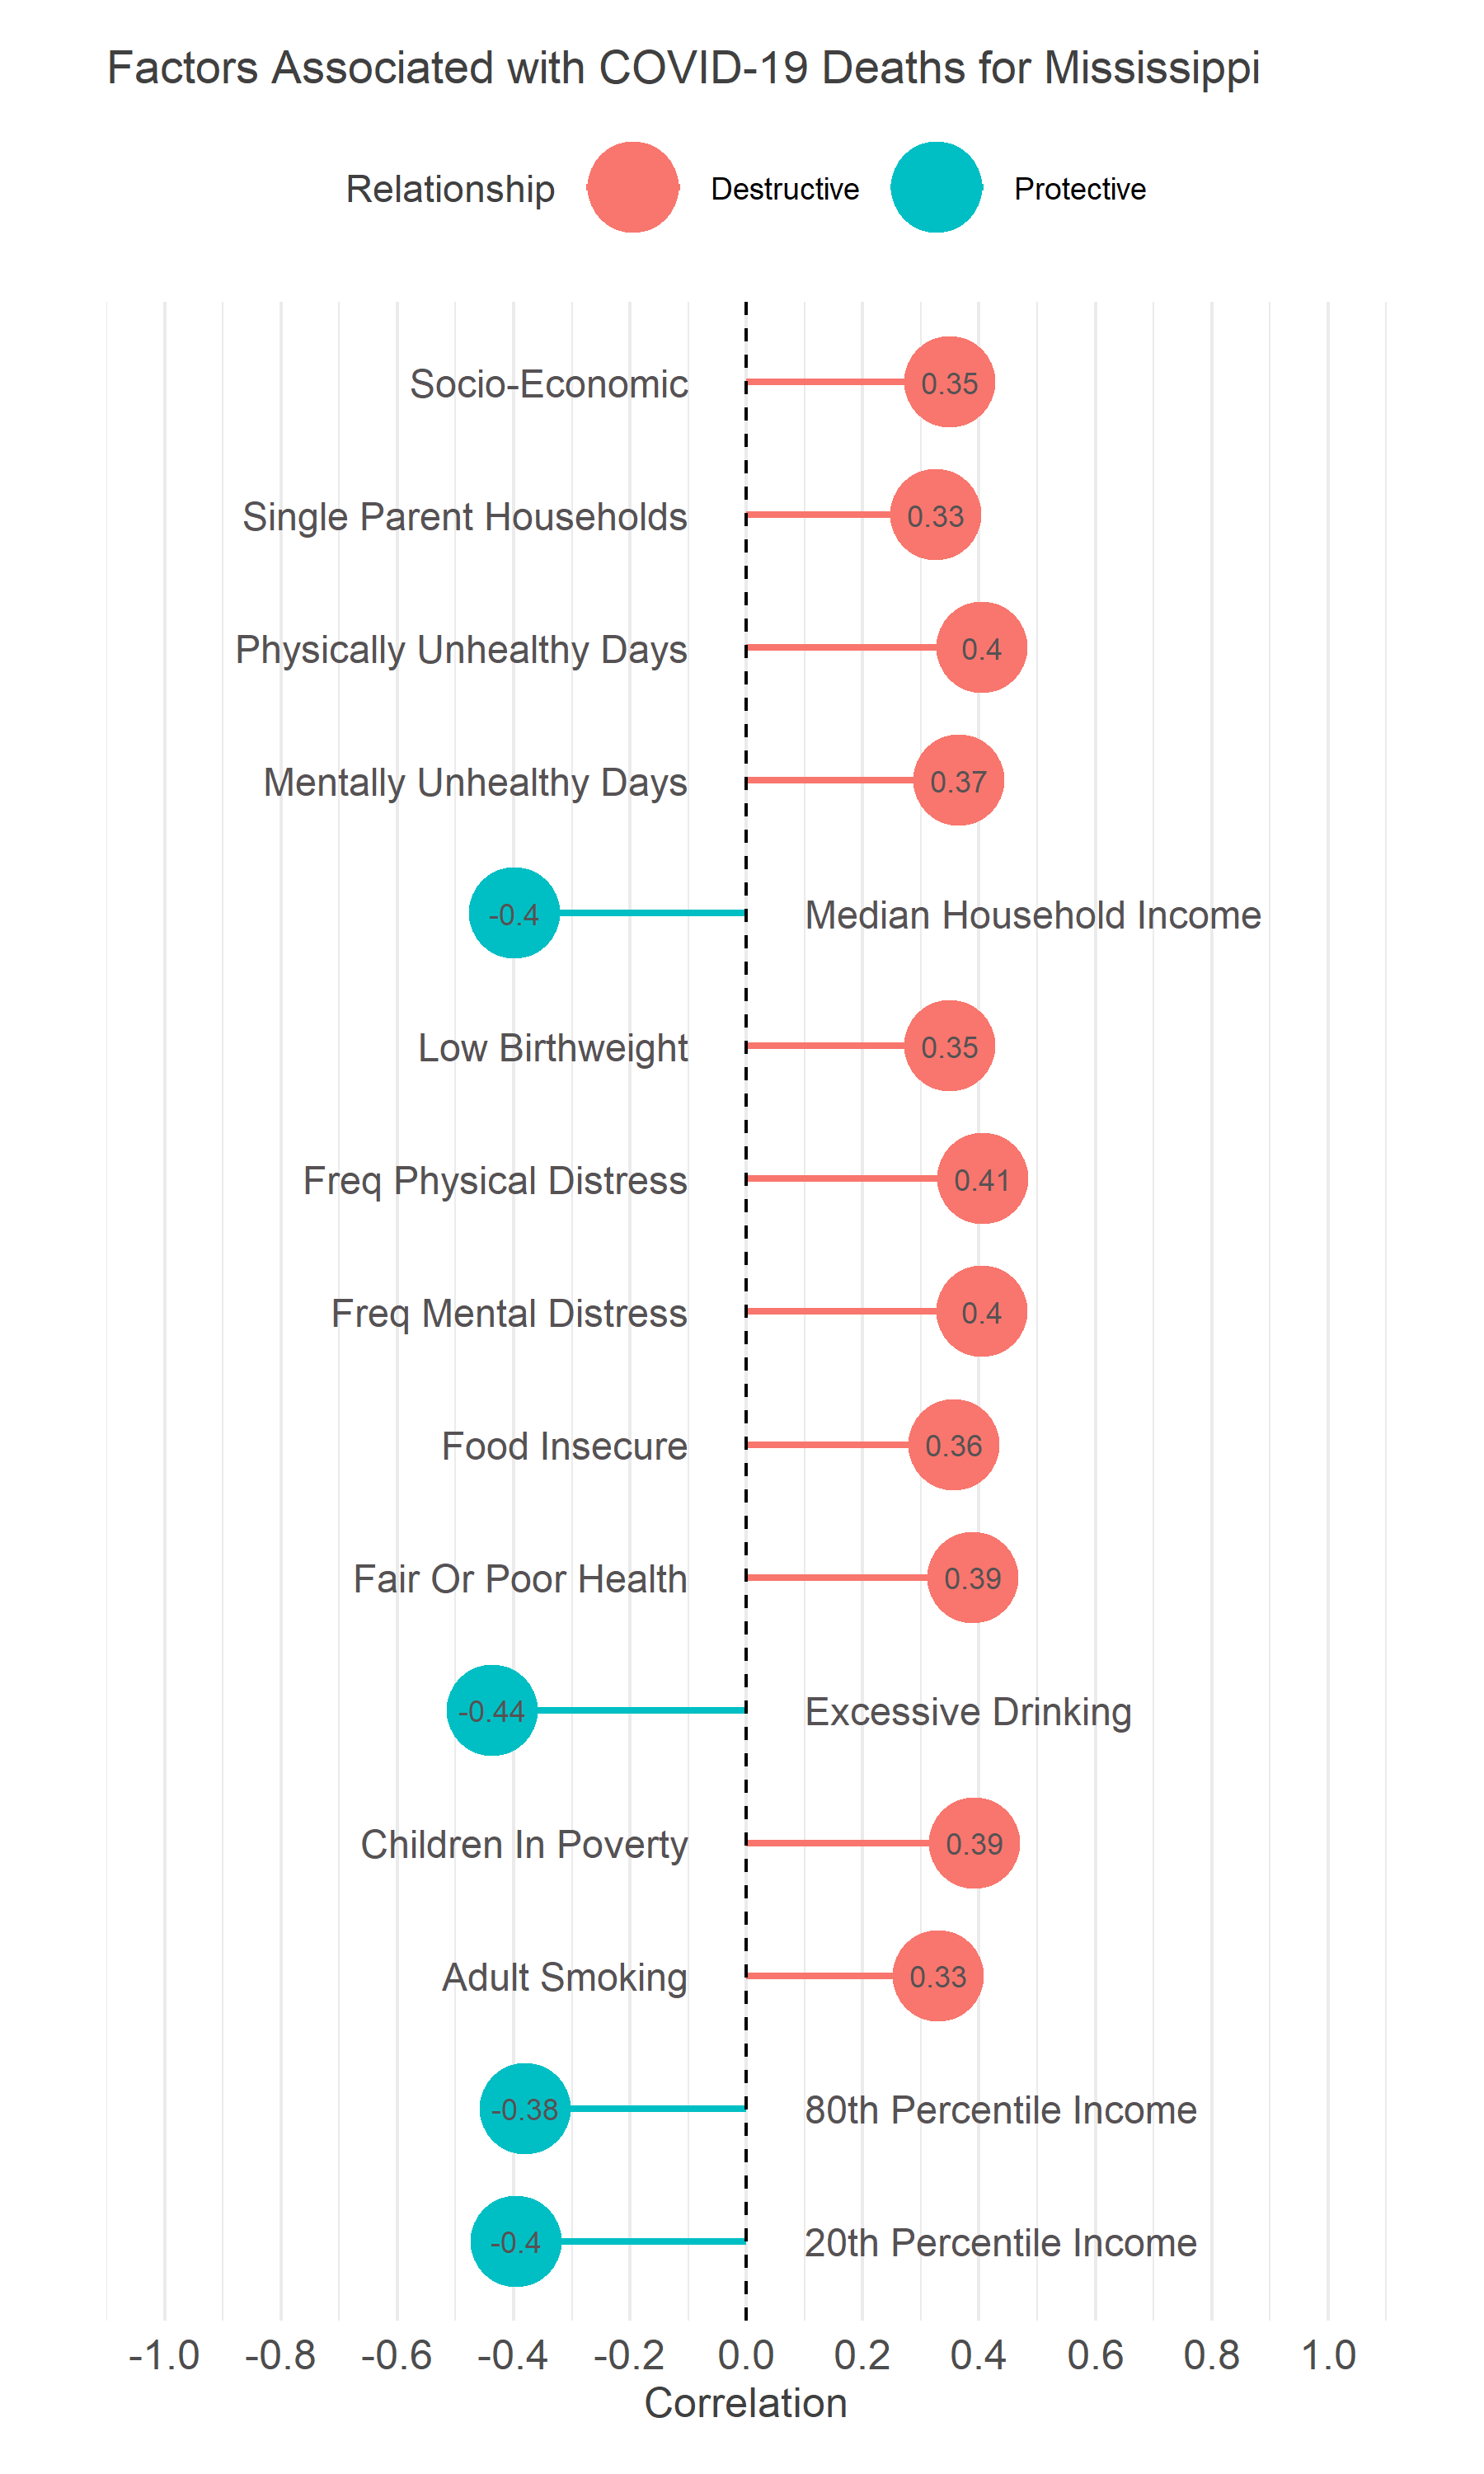 Factors Associated with COVID-19 Deaths for Mississippi
Relationship Destructive Protective
Socio-Economic 0.35
Single Parent Households 0.33
Physically Unhealthy Days 0.4
Mentally Unhealthy Days 0.37
-0.4 Median Household Income
Low Birthweight 0.35
Freq Physical Distress 0.41
Freq Mental Distress 0.4
Food Insecure 0.36
Fair Or Poor Health 0.39
-0.44 Excessive Drinking
Children In Poverty 0.39
Adult Smoking 0.33
-0.38 80th Percentile Income
-0.4 20th Percentile Income
-1.0 -0.8 -0.6 -0.4 -0.2 0.0 0.2 0.4 0.6 0.8 1.0
Correlation